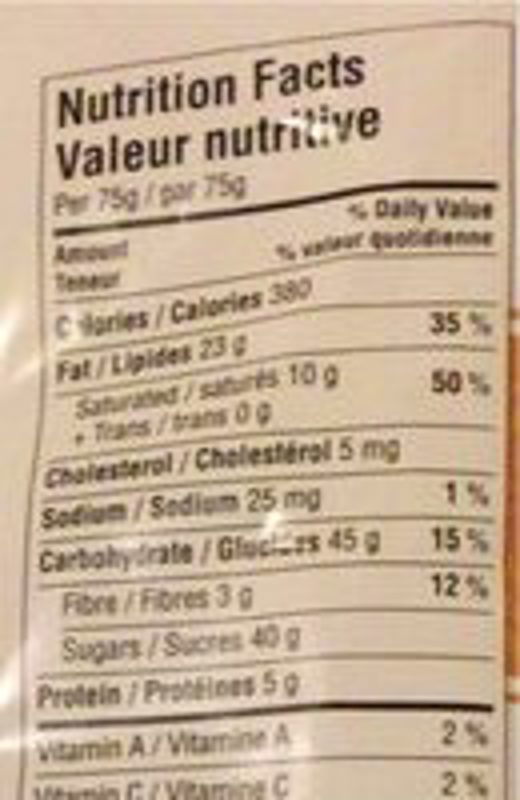 Nutrition Facts
Valeur nutritive
Per 75g / par 75g
% Daily Value
Amount
% valeur quotidienne
Teneur
Calories / Calories 380
Fat / Lipides 23 g 35 %
Saturated / saturés 10 g 50 %
+ Trans / trans 0 g
Cholesterol / Cholestérol 5 mg
Sodium / Sodium 25 mg 1 %
Carbohydrate / Glucides 45 g 15 %
Fibre / Fibres 3 g 12 %
Sugars / Sucres 40 g
Protein / Protéines 5 g
Vitamin A / Vitamine A 2 %
Vitamin C / Vitamine C 2 %